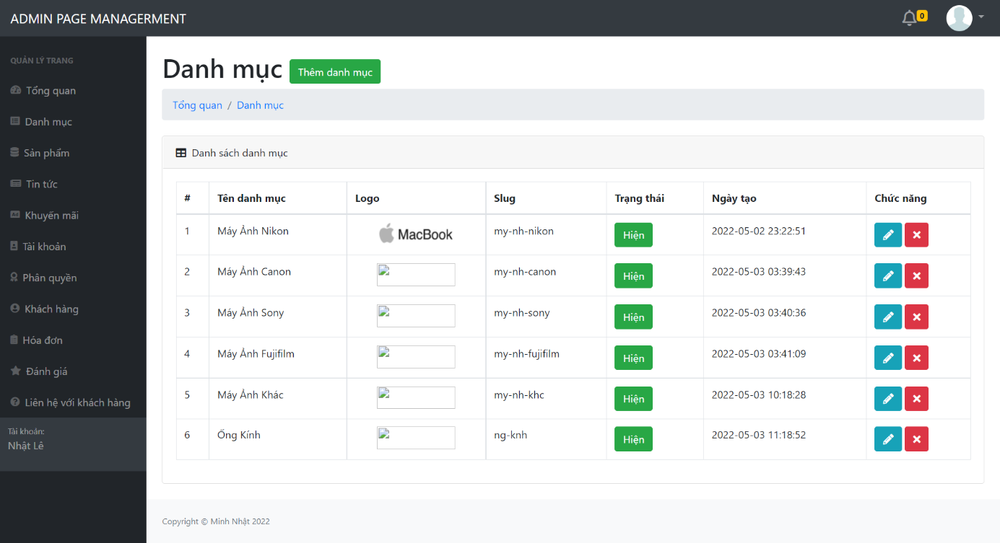 ADMIN PAGE MANAGERMENT
0
QUẢN LÝ TRANG
Tổng quan
Danh mục
Sản phẩm
Tin tức
Ad Khuyến mãi
Tài khoản
Phân quyền
Khách hàng
Hóa đơn
Đánh giá
Liên hệ với khách hàng
Tài khoản:
Nhật Lê
Danh mục Thêm danh mục
Tổng quan / Danh mục
Danh sách danh mục
# Tên danh mục Logo Slug Trạng thái Ngày tạo Chức năng
1 Máy Ảnh Nikon MacBook my-nh-nikon Hiện 2022-05-02 23:22:51
2 Máy Ảnh Canon my-nh-canon Hiện 2022-05-03 03:39:43
3 Máy Ảnh Sony my-nh-sony Hiện 2022-05-03 03:40:36
4 Máy Ảnh Fujifilm my-nh-fujifilm Hiện 2022-05-03 03:41:09
5 Máy Ảnh Khác my-nh-khc Hiện 2022-05-03 10:18:28
6 Ống Kính ng-knh Hiện 2022-05-03 11:18:52
Copyright © Minh Nhật 2022